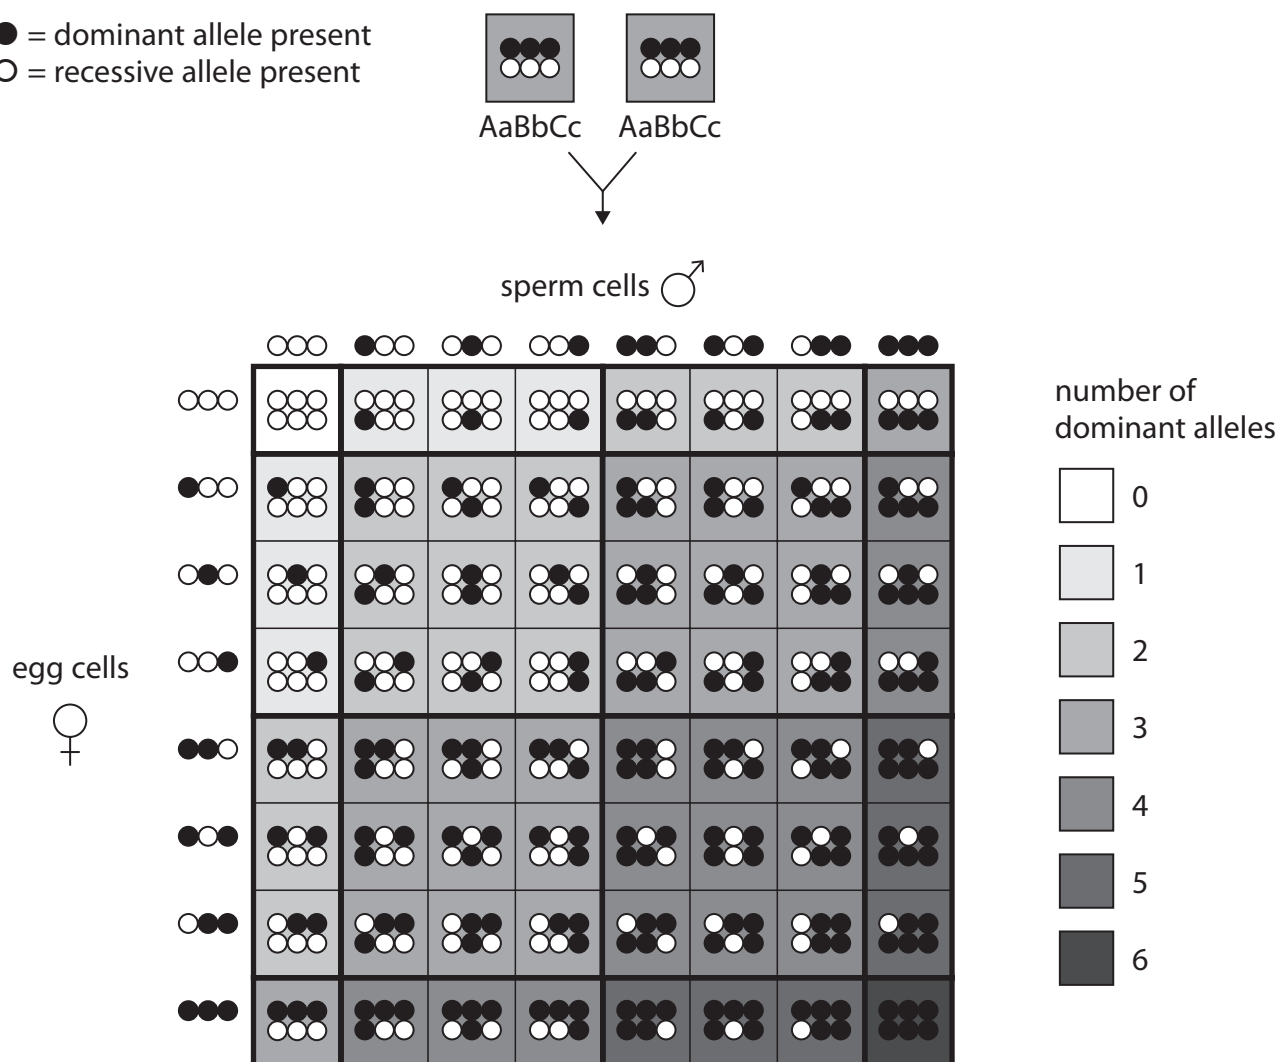 = dominant allele present
= recessive allele present
AaBbCc AaBbCc
sperm cells
number of
dominant alleles
0
1
2
egg cells
3
4
5
6